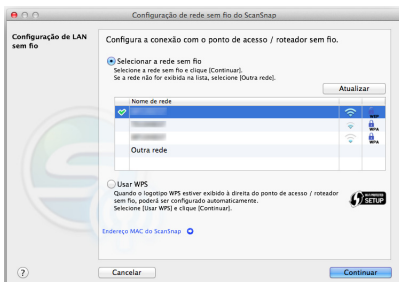 Configuração de rede sem fio do ScanSnap
Configuração de LAN
sem fio
Configura a conexão com o ponto de acesso / roteador sem fio.
Selecionar a rede sem fio
Selecione a rede sem fio e clique [Continuar].
Se a rede não for exibida na lista, selecione [Outra rede].
Atualizar
Nome de rede
WEP
WPA
WPA
Outra rede
Usar WPS
Quando o logotipo WPS estiver exibido à direita do ponto de acesso / roteador
sem fio, poderá ser configurado automaticamente.
Selecione [Usar WPS] e clique [Continuar].
SETUP
Endereço MAC do ScanSnap
?
Cancelar
Continuar